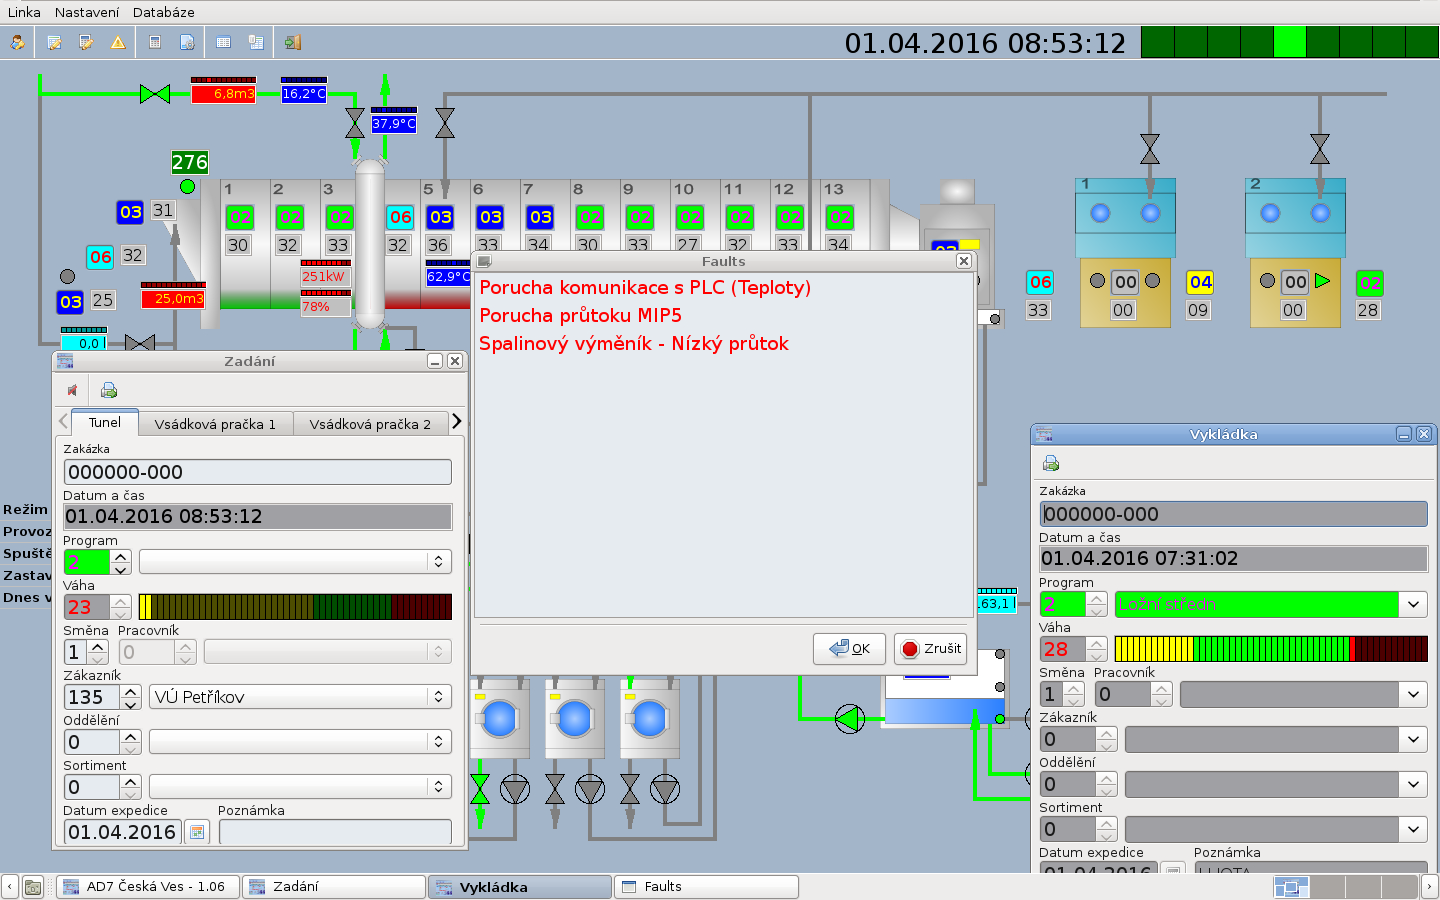 Linka Nastavení Databáze
01.04.2016 08:53:12
6,8m3 16,2°C
37,9°C
276
1 2 3 5 6 7 8 9 10 11 12 13
1 2
03 31
02 02 02 06 03 03 03 02 02 02 02 02 02
30 32 33 32 36 33 34 30 33 27 32 33 34
06 32
251kW 62,9°C
03 25 25,0m3
78%
06 00 04 00 02
33 00 09 00 28
0,0 l
Faults
Porucha komunikace s PLC (Teploty)
Porucha průtoku MIP5
Spalinový výměník - Nízký průtok
OK Zrušit
Režim
Provoz
Spuště
Zastav
Dnes v
Zadání
Tunel Vsádková pračka 1 Vsádková pračka 2
Zakázka
000000-000
Datum a čas
01.04.2016 08:53:12
Program
2
Váha
23
Směna Pracovník
1 0
Zákazník
135 VÚ Petříkov
Oddělení
0
Sortiment
0
Datum expedice Poznámka
01.04.2016
63,1 l
Vykládka
Zakázka
000000-000
Datum a čas
01.04.2016 07:31:02
Program
2 Ložní středn
Váha
28
Směna Pracovník
1 0
Zákazník
0
Oddělení
0
Sortiment
0
Datum expedice Poznámka
01.04.2016
AD7 Česká Ves - 1.06 Zadání Vykládka Faults